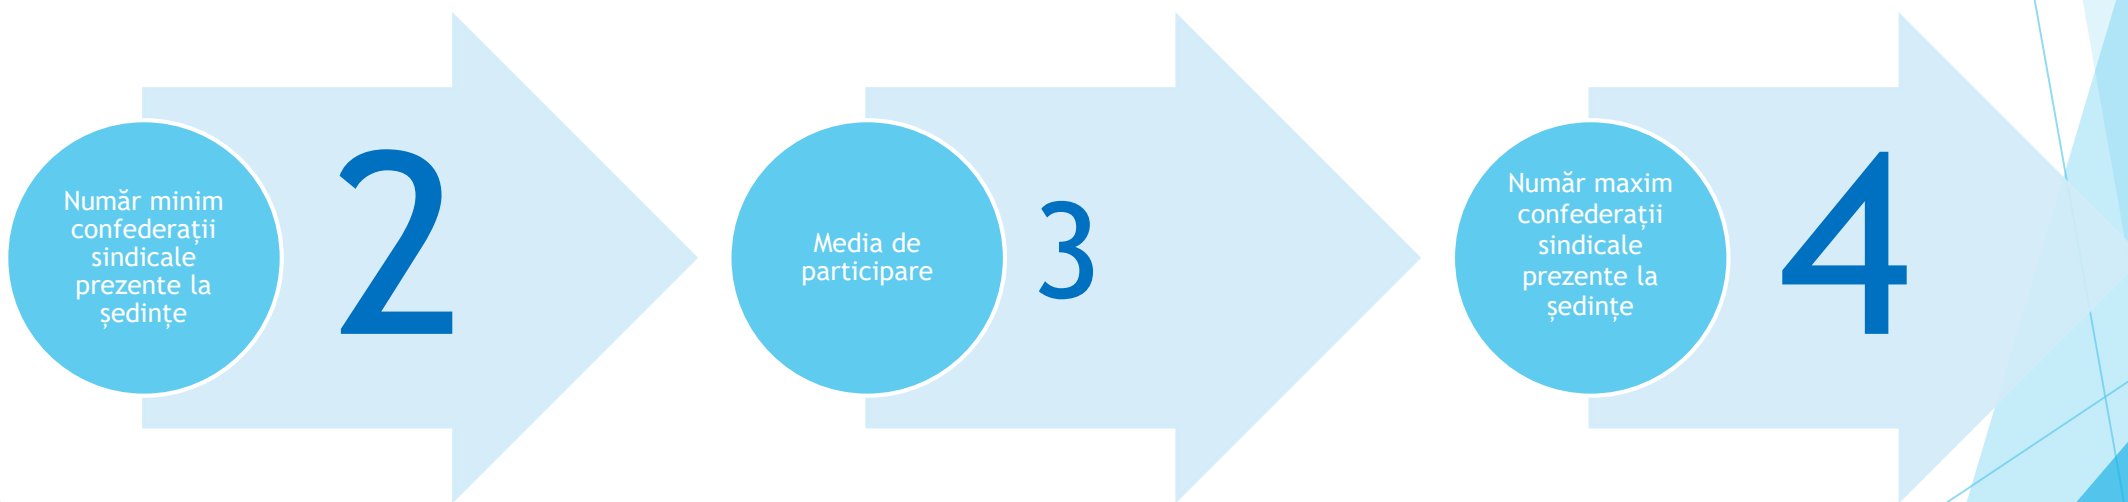 Număr minim
confederații
sindicale
prezente la
ședințe
2
Media de
participare
3
Număr maxim
confederații
sindicale
prezente la
ședințe
4